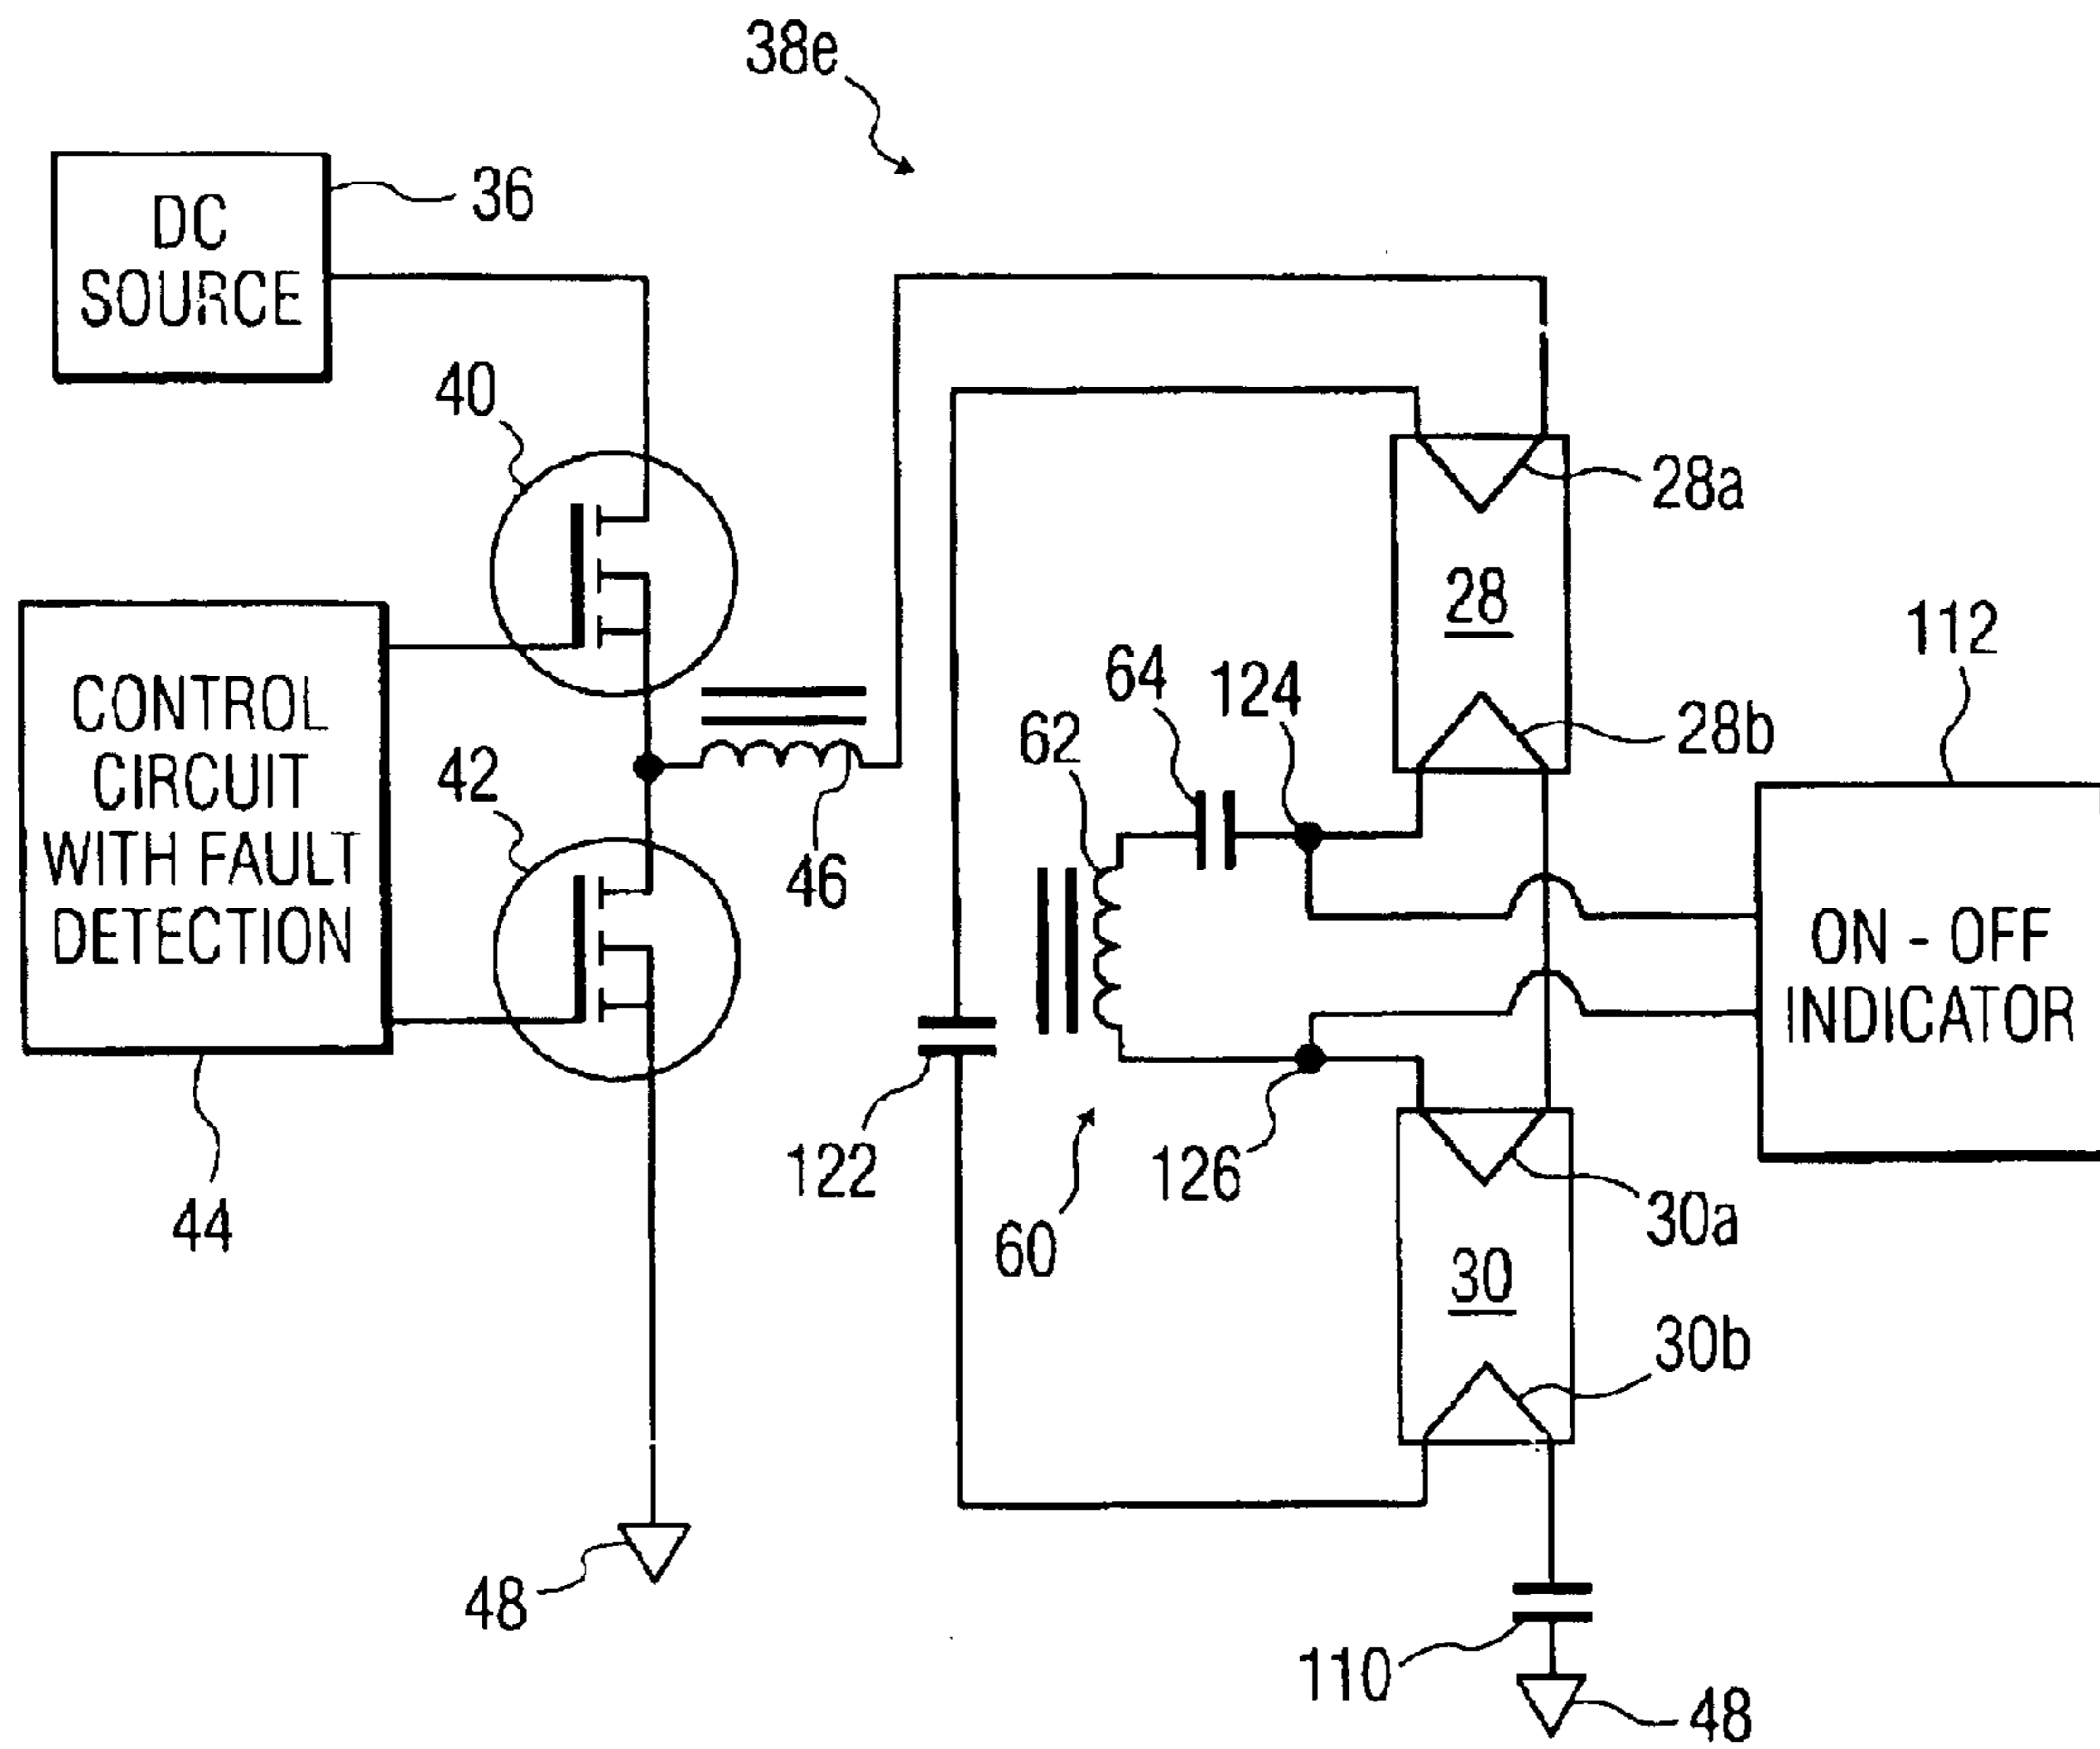 38e
DC
SOURCE
36
40
CONTROL
CIRCUIT
WITH FAULT
DETECTION
44
42
46
48
28a
28
28b
64
124
62
112
ON - OFF
INDICATOR
122
60
126
30a
30
30b
110
48